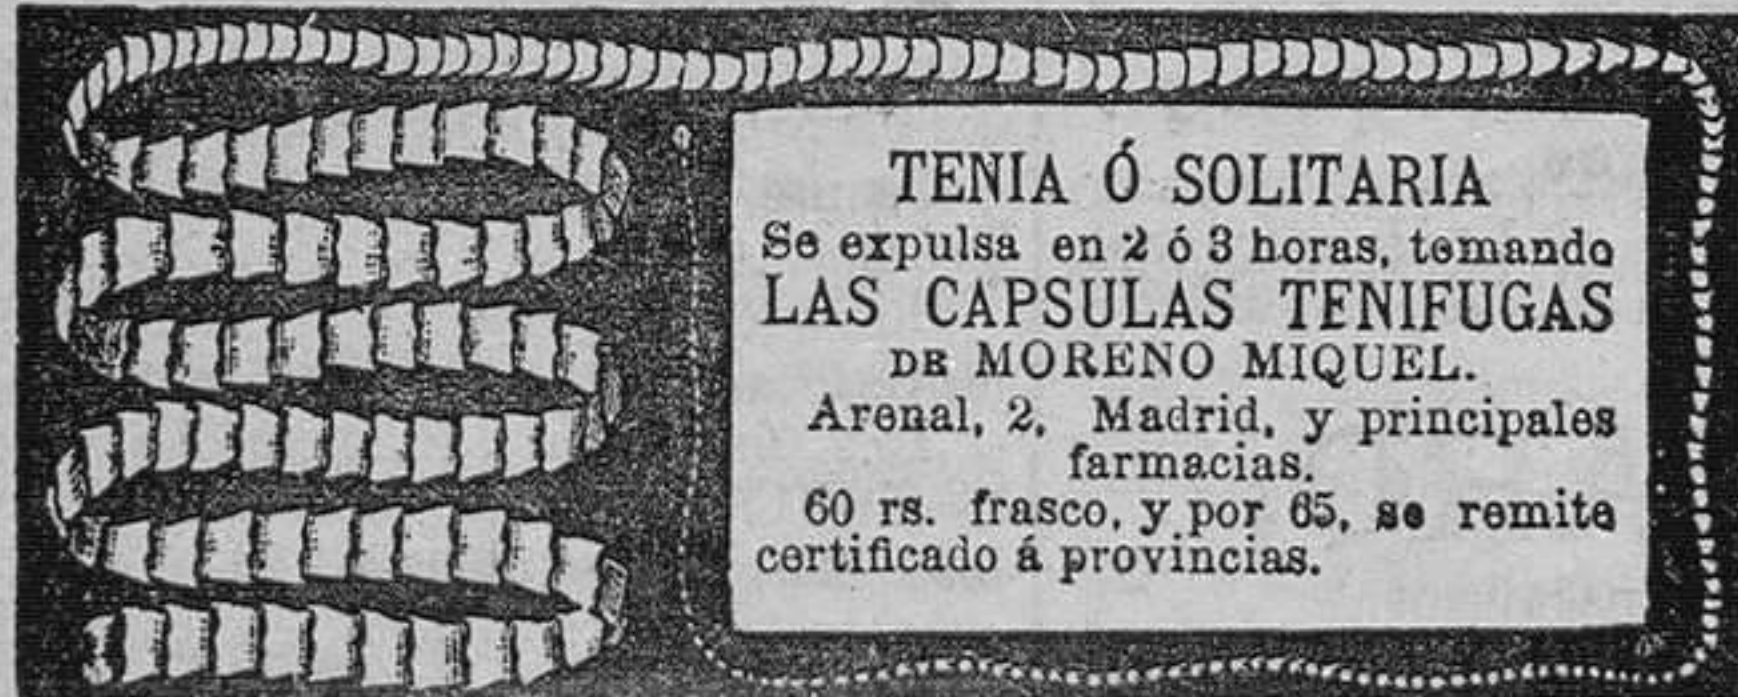 TENIA Ó SOLITARIA
Se expulsa en 2 ó 3 horas, tomando
LAS CAPSULAS TENIFUGAS
DE MORENO MIQUEL.
Arenal, 2, Madrid, y principales
farmacias.
60 rs. frasco, y por 65, se remite
certificado á provincias.